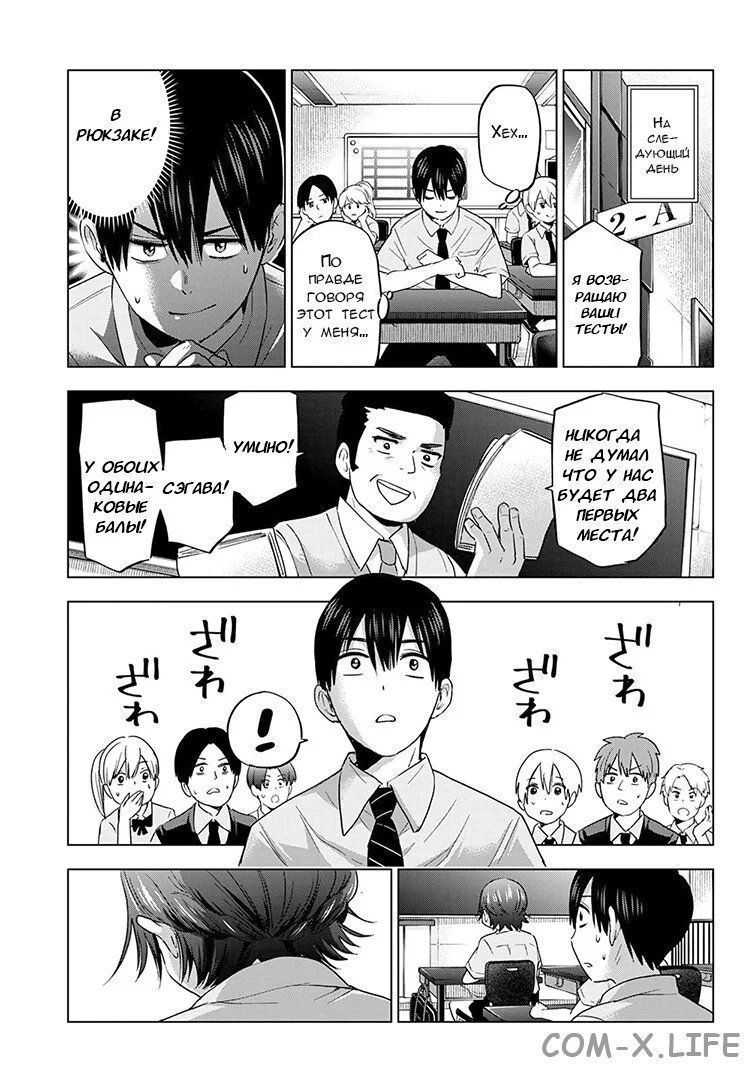 На
сле-
дующий
день
2-A
я возв-
ращаю
ваши
тесты!
Хех...
По
правде
говоря
этот тест
у меня...
В
рюкзаке!
никогда
не думал
что у нас
будет два
первых
места!
Умино!
Сэгава!
у обоих
одина-
ковые
балы!
ざわ
ざわ
!
ざわ
ざわ
COM-X.LIFE